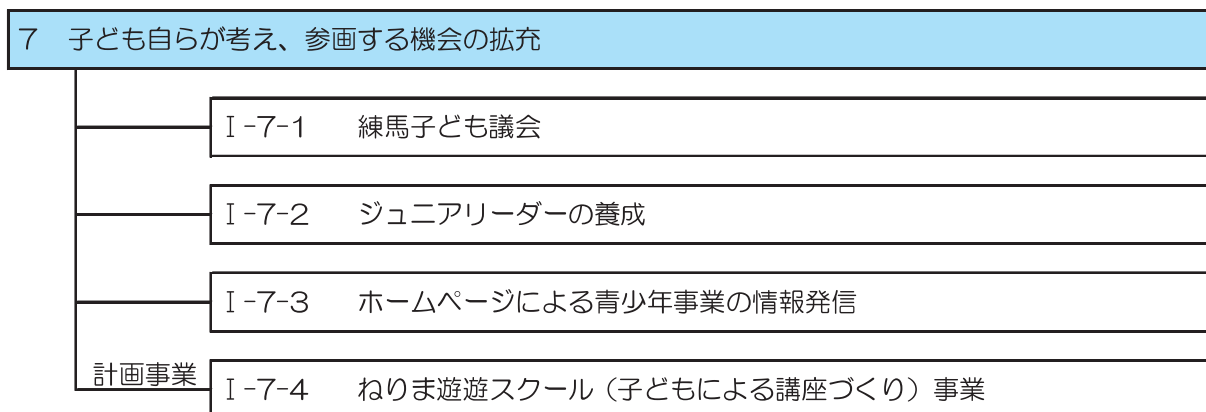 7 子ども自らが考え、参画する機会の拡充
Ⅰ-7-1 練馬子ども議会
Ⅰ-7-2 ジュニアリーダーの養成
Ⅰ-7-3 ホームページによる青少年事業の情報発信
計画事業
Ⅰ-7-4 ねりま遊遊スクール（子どもによる講座づくり）事業